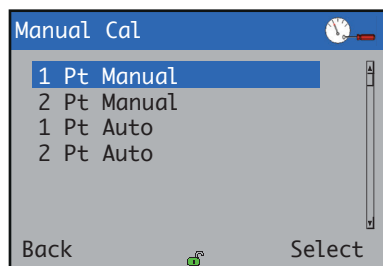 Manual Cal
1 Pt Manual
2 Pt Manual
1 Pt Auto
2 Pt Auto
Back Select